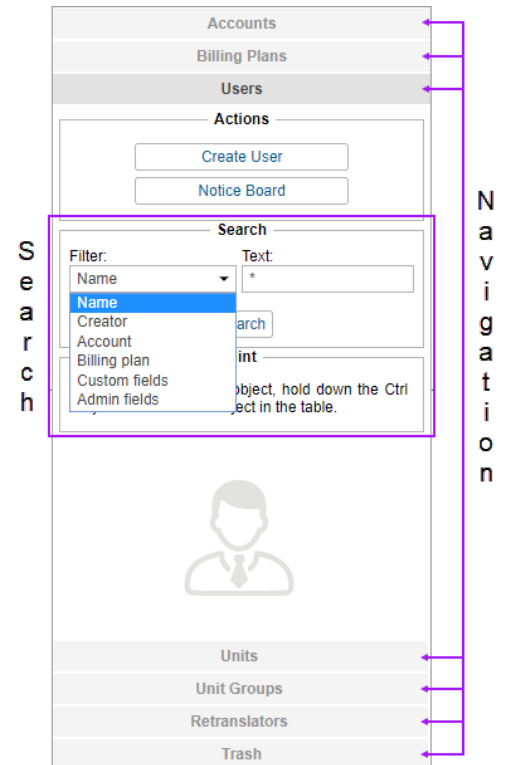 Accounts
Billing Plans
Users
Actions
Create User
Notice Board
Search
Filter:
Text:
Name
*
Name
Creator
Account
Billing plan
Custom fields
Admin fields
arch
int
object, hold down the Ctrl
ject in the table.
Units
Unit Groups
Retranslators
Trash
Search
Navigation